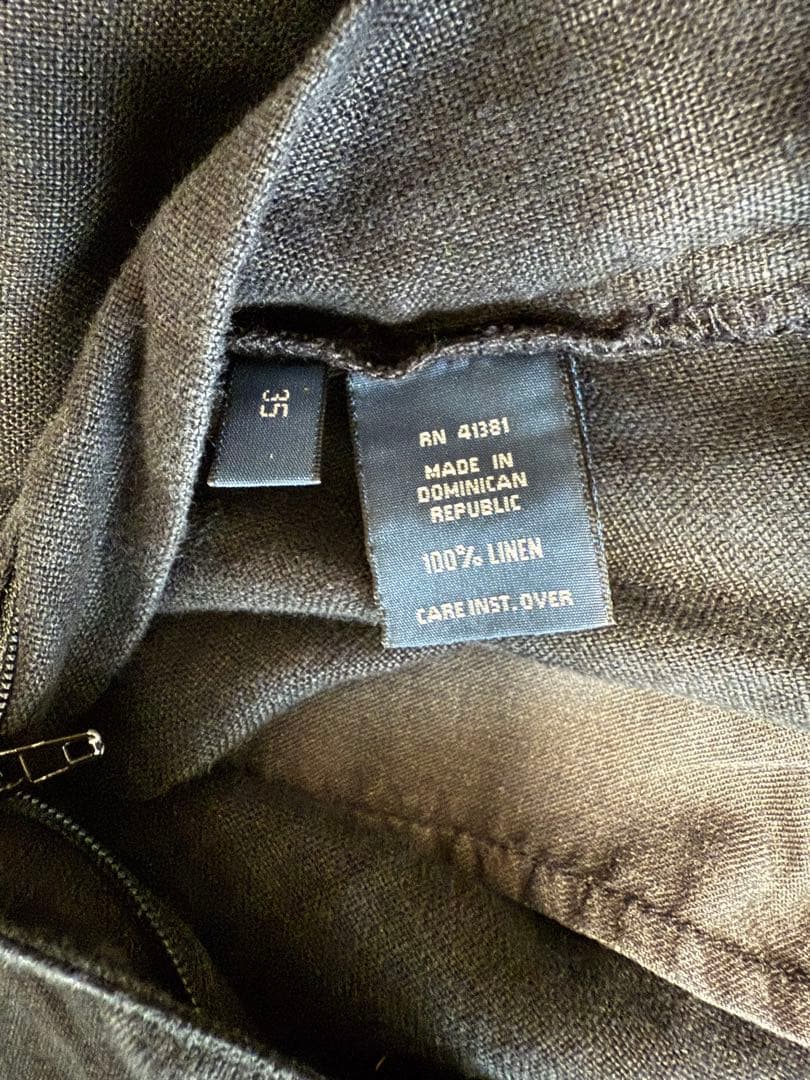 35
RN 41381
MADE IN
DOMINICAN
REPUBLIC
100% LINEN
CARE INST. OVER